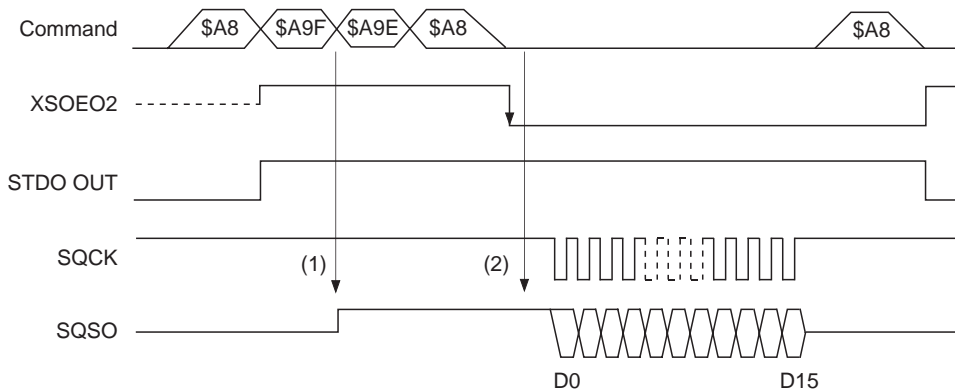 Command $A8 $A9F $A9E $A8 $A8
XSOEO2
STDO OUT
SQCK (1) (2)
SQSO
D0 D15